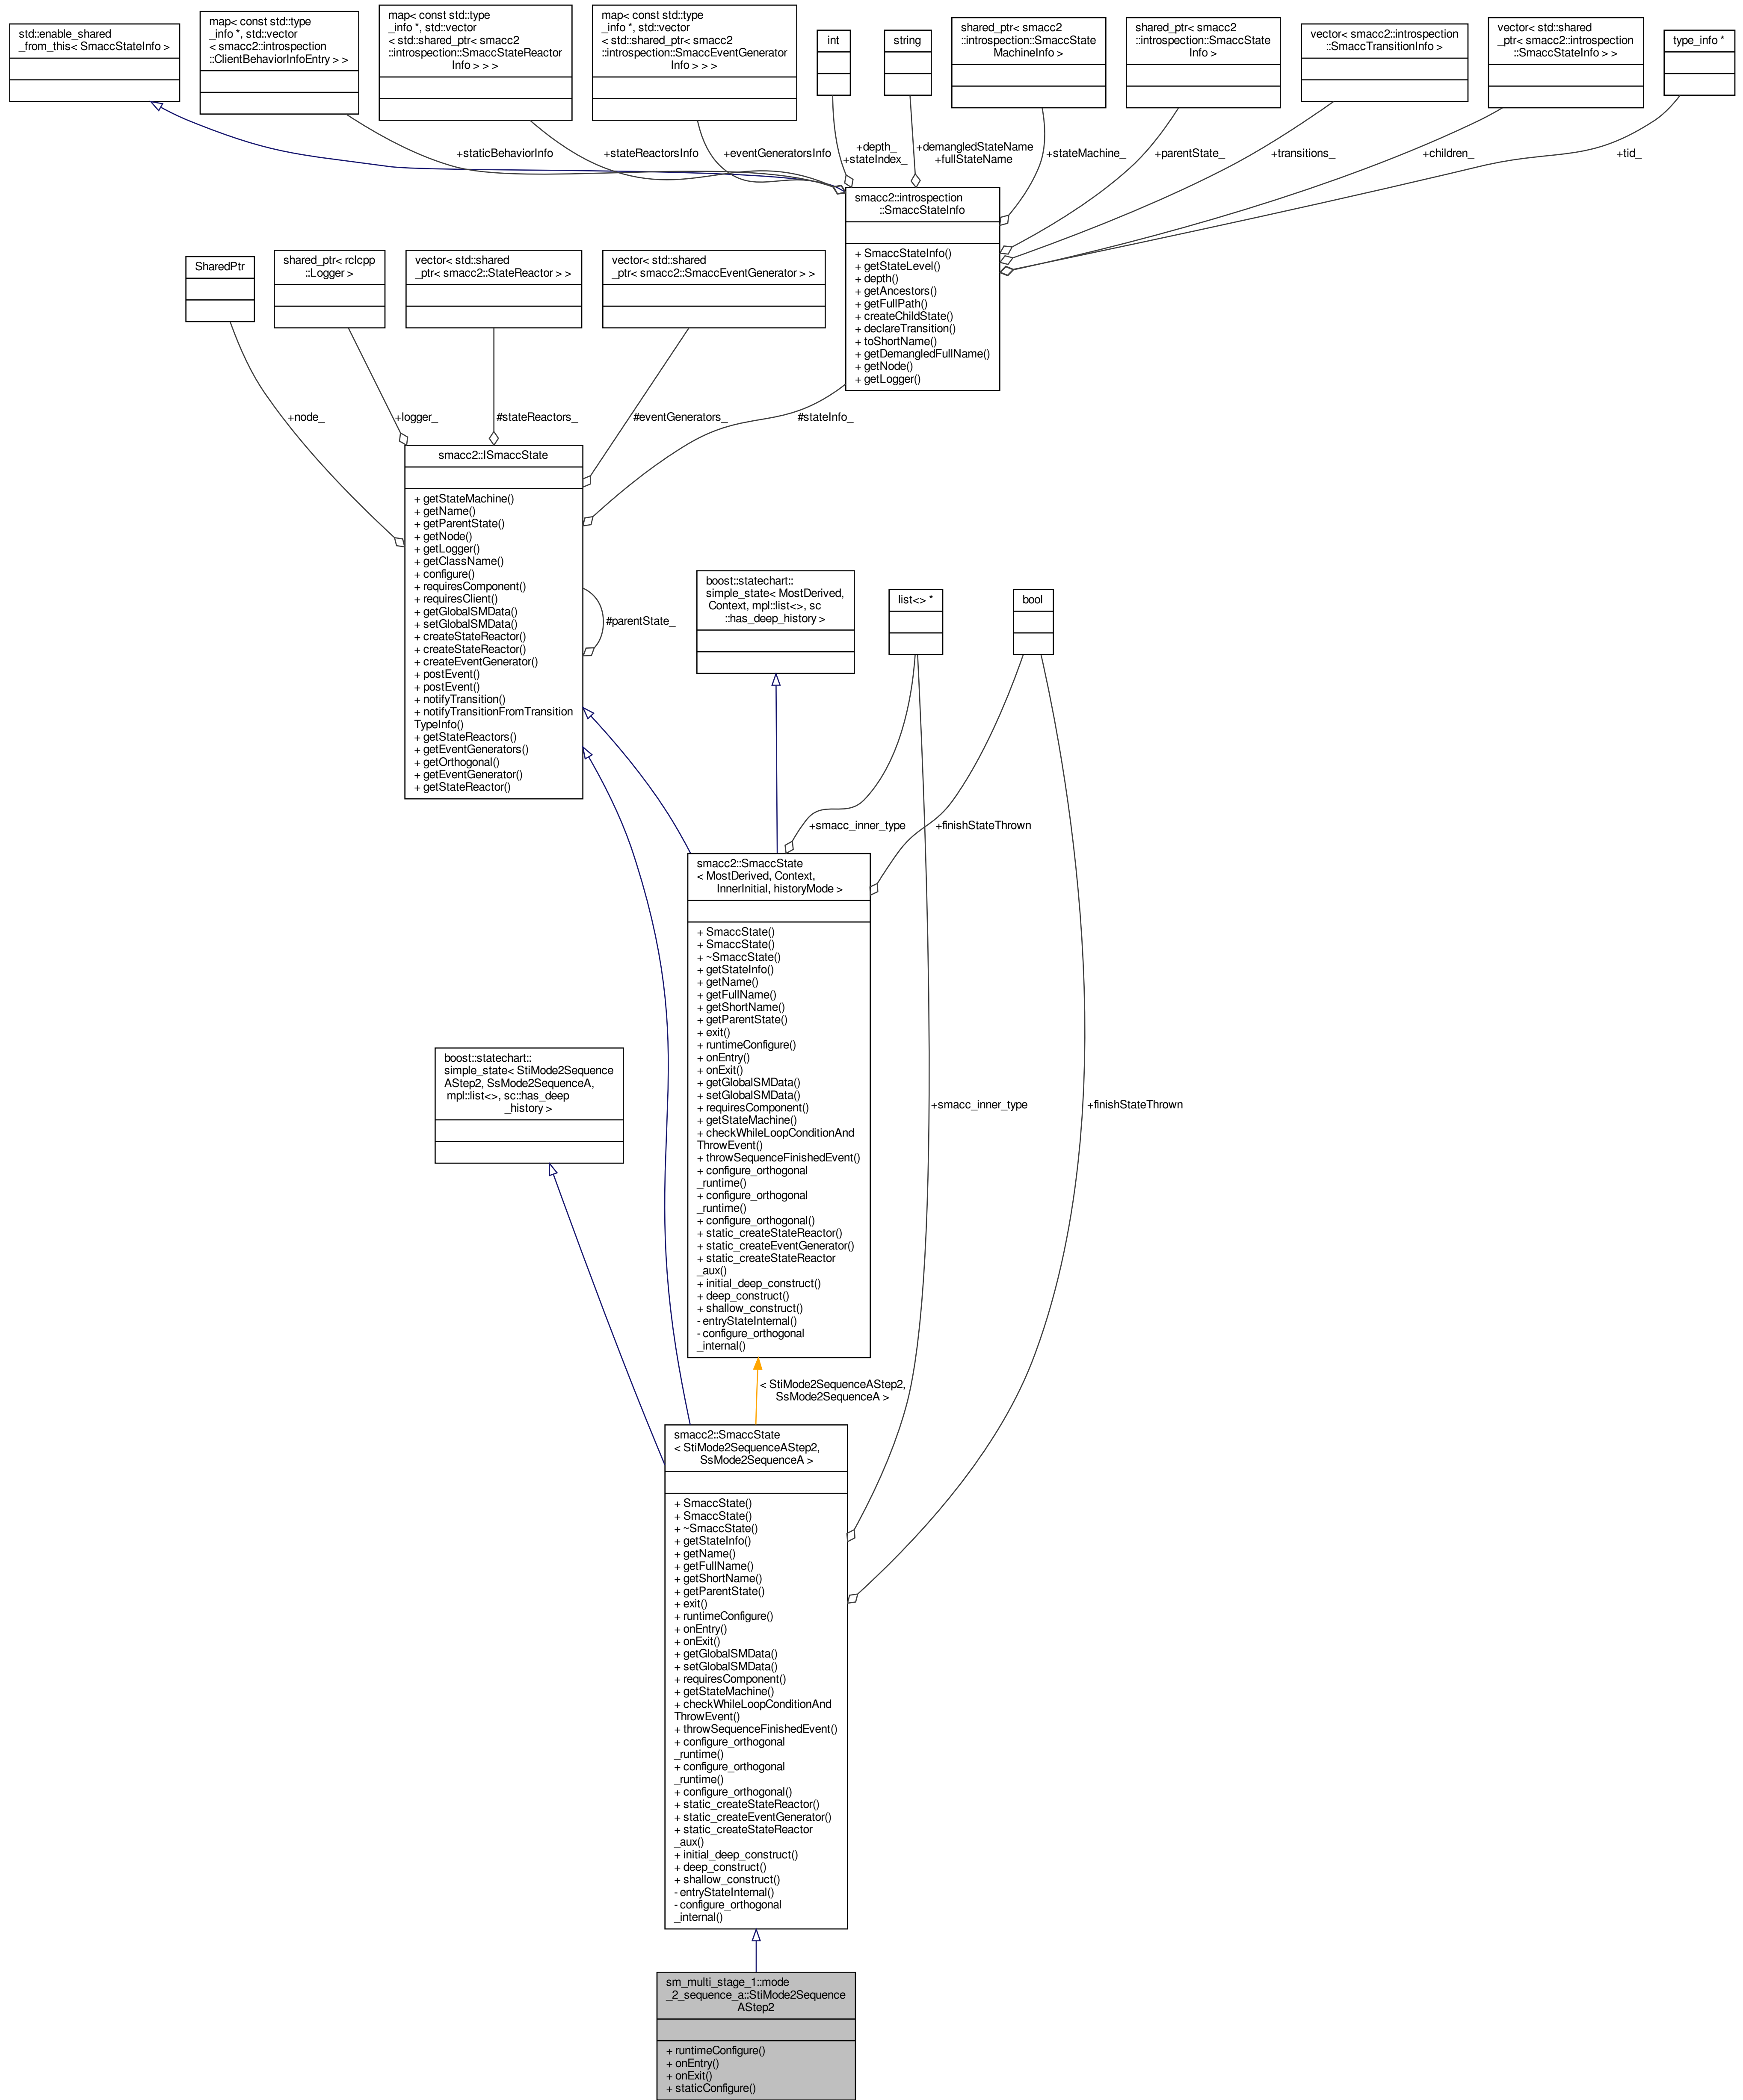 std::enable_shared
_from_this< SmaccStateInfo >
map< const std::type
_info *, std::vector
< smacc2::introspection
::ClientBehaviorInfoEntry > >
map< const std::type
_info *, std::vector
< std::shared_ptr< smacc2
::introspection::SmaccStateReactor
Info > > >
map< const std::type
_info *, std::vector
< std::shared_ptr< smacc2
::introspection::SmaccEventGenerator
Info > > >
int
string
shared_ptr< smacc2
::introspection::SmaccState
MachineInfo >
shared_ptr< smacc2
::introspection::SmaccState
Info >
vector< smacc2::introspection
::SmaccTransitionInfo >
vector< std::shared
_ptr< smacc2::introspection
::SmaccStateInfo > >
type_info *
+staticBehaviorInfo
+stateReactorsInfo
+eventGeneratorsInfo
+depth_
+stateIndex_
+demangledStateName
+fullStateName
+stateMachine_
+parentState_
+transitions_
+children_
+tid_
smacc2::introspection
::SmaccStateInfo
+ SmaccStateInfo()
+ getStateLevel()
+ depth()
+ getAncestors()
+ getFullPath()
+ createChildState()
+ declareTransition()
+ toShortName()
+ getDemangledFullName()
+ getNode()
+ getLogger()
SharedPtr
shared_ptr< rclcpp
::Logger >
vector< std::shared
_ptr< smacc2::StateReactor > >
vector< std::shared
_ptr< smacc2::SmaccEventGenerator > >
+node_
+logger_
#stateReactors_
#eventGenerators_
#stateInfo_
smacc2::ISmaccState
+ getStateMachine()
+ getName()
+ getParentState()
+ getNode()
+ getLogger()
+ getClassName()
+ configure()
+ requiresComponent()
+ requiresClient()
+ getGlobalSMData()
+ setGlobalSMData()
+ createStateReactor()
+ createStateReactor()
+ createEventGenerator()
+ postEvent()
+ postEvent()
+ notifyTransition()
+ notifyTransitionFromTransition
TypeInfo()
+ getStateReactors()
+ getEventGenerators()
+ getOrthogonal()
+ getEventGenerator()
+ getStateReactor()
#parentState_
boost::statechart::
simple_state< MostDerived,
Context, mpl::list<>, sc
::has_deep_history >
list<> *
bool
+smacc_inner_type
+finishStateThrown
smacc2::SmaccState
< MostDerived, Context,
InnerInitial, historyMode >
+ SmaccState()
+ SmaccState()
+ ~SmaccState()
+ getStateInfo()
+ getName()
+ getFullName()
+ getShortName()
+ getParentState()
+ exit()
+ runtimeConfigure()
+ onEntry()
+ onExit()
+ getGlobalSMData()
+ setGlobalSMData()
+ requiresComponent()
+ getStateMachine()
+ checkWhileLoopConditionAnd
ThrowEvent()
+ throwSequenceFinishedEvent()
+ configure_orthogonal
_runtime()
+ configure_orthogonal
_runtime()
+ configure_orthogonal()
+ static_createStateReactor()
+ static_createEventGenerator()
+ static_createStateReactor
_aux()
+ initial_deep_construct()
+ deep_construct()
+ shallow_construct()
- entryStateInternal()
- configure_orthogonal
_internal()
boost::statechart::
simple_state< StiMode2Sequence
AStep2, SsMode2SequenceA,
mpl::list<>, sc::has_deep
_history >
+smacc_inner_type
+finishStateThrown
< StiMode2SequenceAStep2,
SsMode2SequenceA >
smacc2::SmaccState
< StiMode2SequenceAStep2,
SsMode2SequenceA >
+ SmaccState()
+ SmaccState()
+ ~SmaccState()
+ getStateInfo()
+ getName()
+ getFullName()
+ getShortName()
+ getParentState()
+ exit()
+ runtimeConfigure()
+ onEntry()
+ onExit()
+ getGlobalSMData()
+ setGlobalSMData()
+ requiresComponent()
+ getStateMachine()
+ checkWhileLoopConditionAnd
ThrowEvent()
+ throwSequenceFinishedEvent()
+ configure_orthogonal
_runtime()
+ configure_orthogonal
_runtime()
+ configure_orthogonal()
+ static_createStateReactor()
+ static_createEventGenerator()
+ static_createStateReactor
_aux()
+ initial_deep_construct()
+ deep_construct()
+ shallow_construct()
- entryStateInternal()
- configure_orthogonal
_internal()
sm_multi_stage_1::mode
_2_sequence_a::StiMode2Sequence
AStep2
+ runtimeConfigure()
+ onEntry()
+ onExit()
+ staticConfigure()